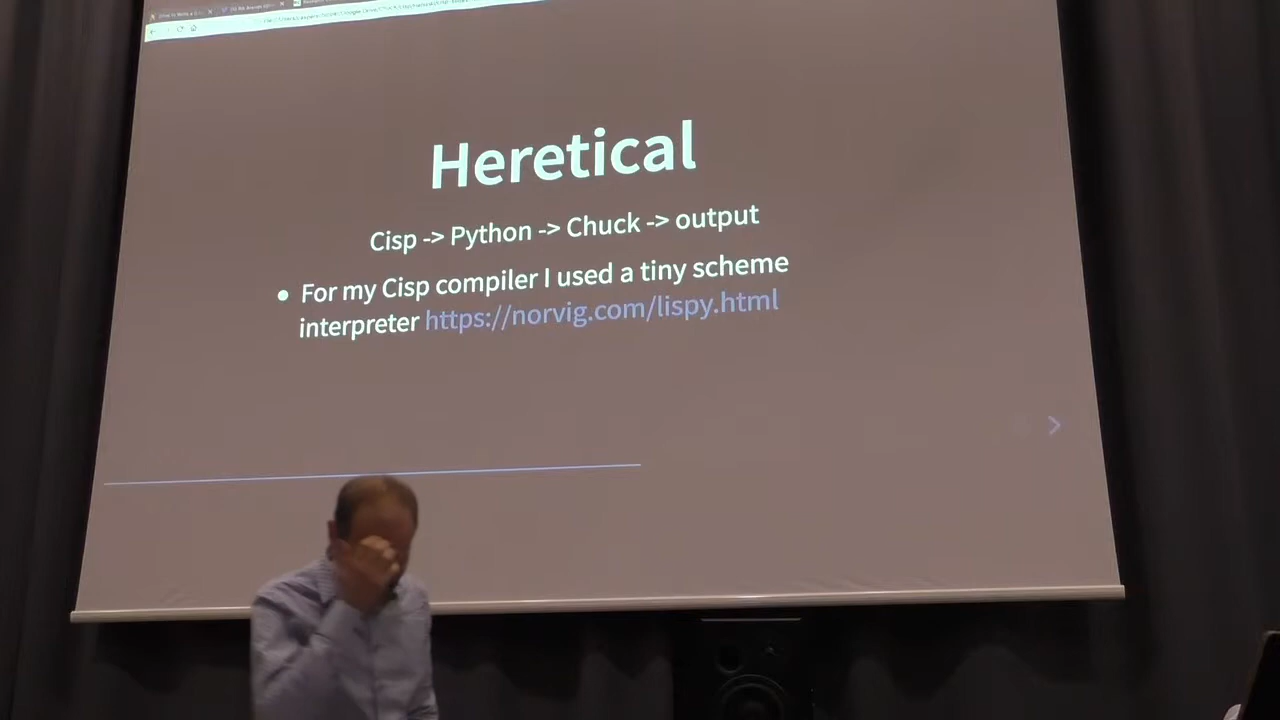 Heretical
Cisp -> Python -> Chuck -> output
• For my Cisp compiler I used a tiny scheme
interpreter https://norvig.com/lispy.html